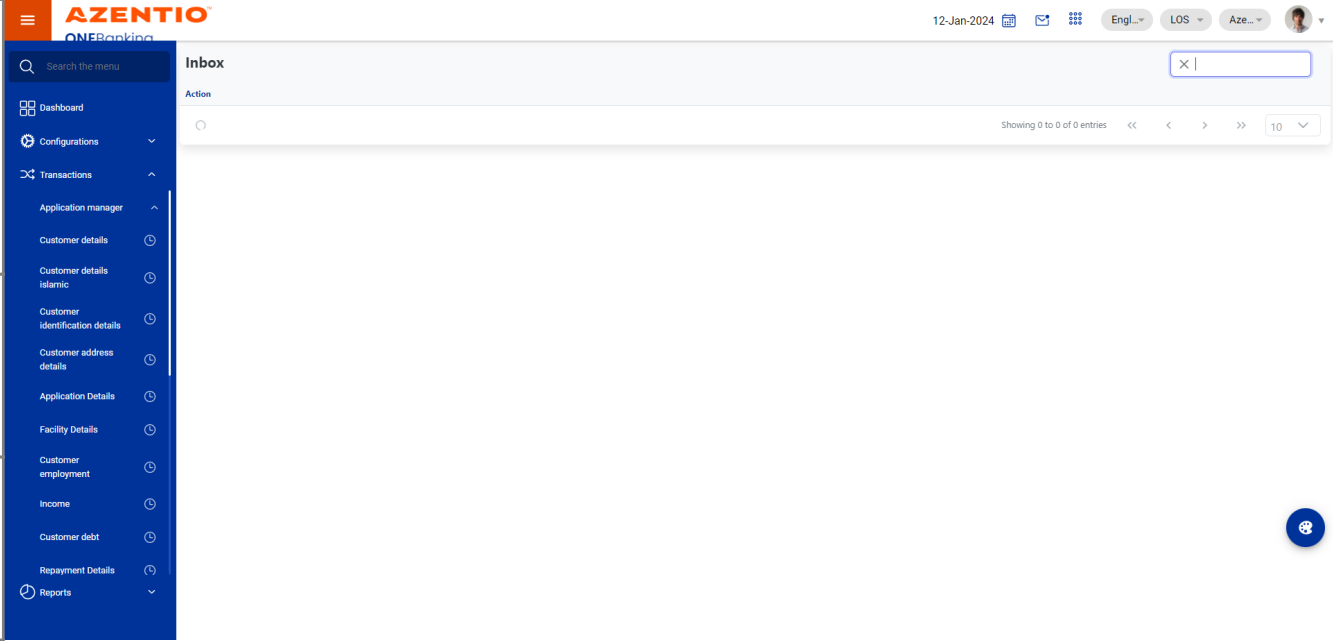 AZENTIO™
ONEBanking
12-Jan-2024
Engl...
LOS
Aze...
Search the menu
Dashboard
Configurations
Transactions
Application manager
Customer details
Customer details
islamic
Customer
identification details
Customer address
details
Application Details
Facility Details
Customer
employment
Income
Customer debt
Repayment Details
Reports
Inbox
Action
Showing 0 to 0 of 0 entries
10